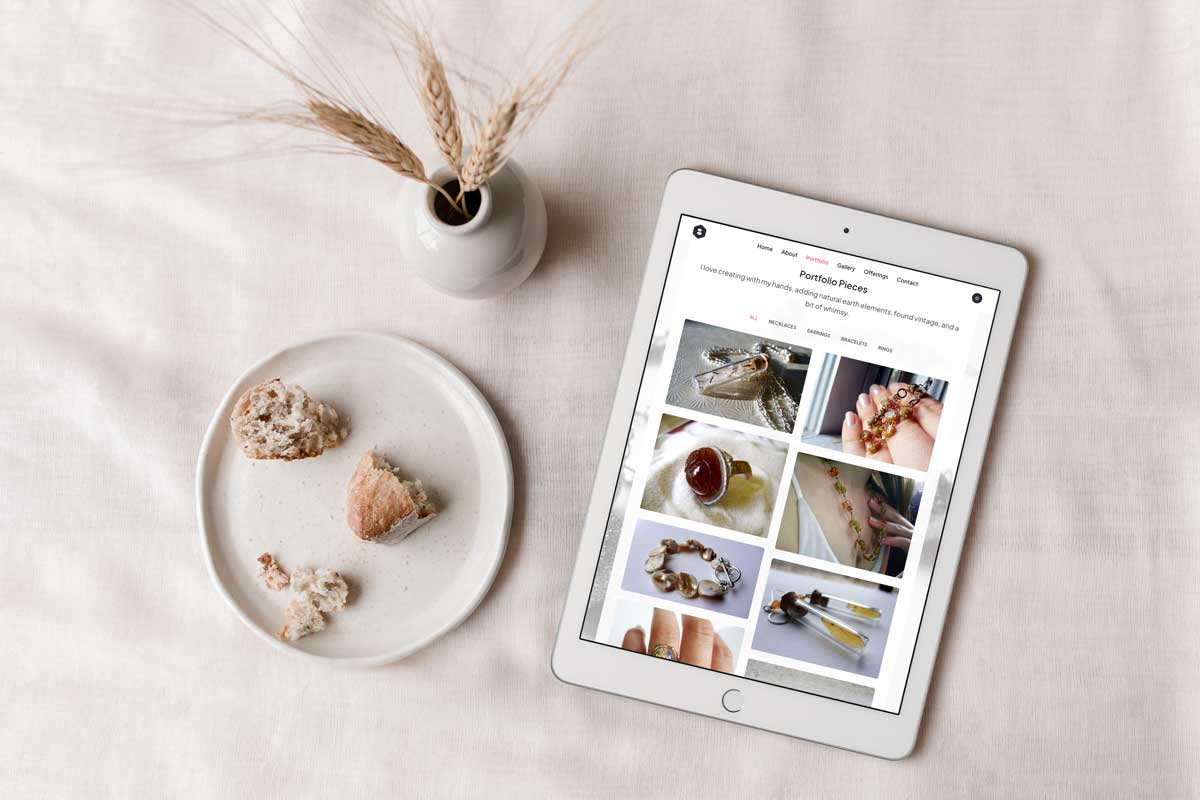 Home About Portfolio Gallery Offerings Contact
Portfolio Pieces
I love creating with my hands, adding natural earth elements, found vintage, and a
bit of whimsy.
ALL NECKLACES EARRINGS BRACELETS RINGS